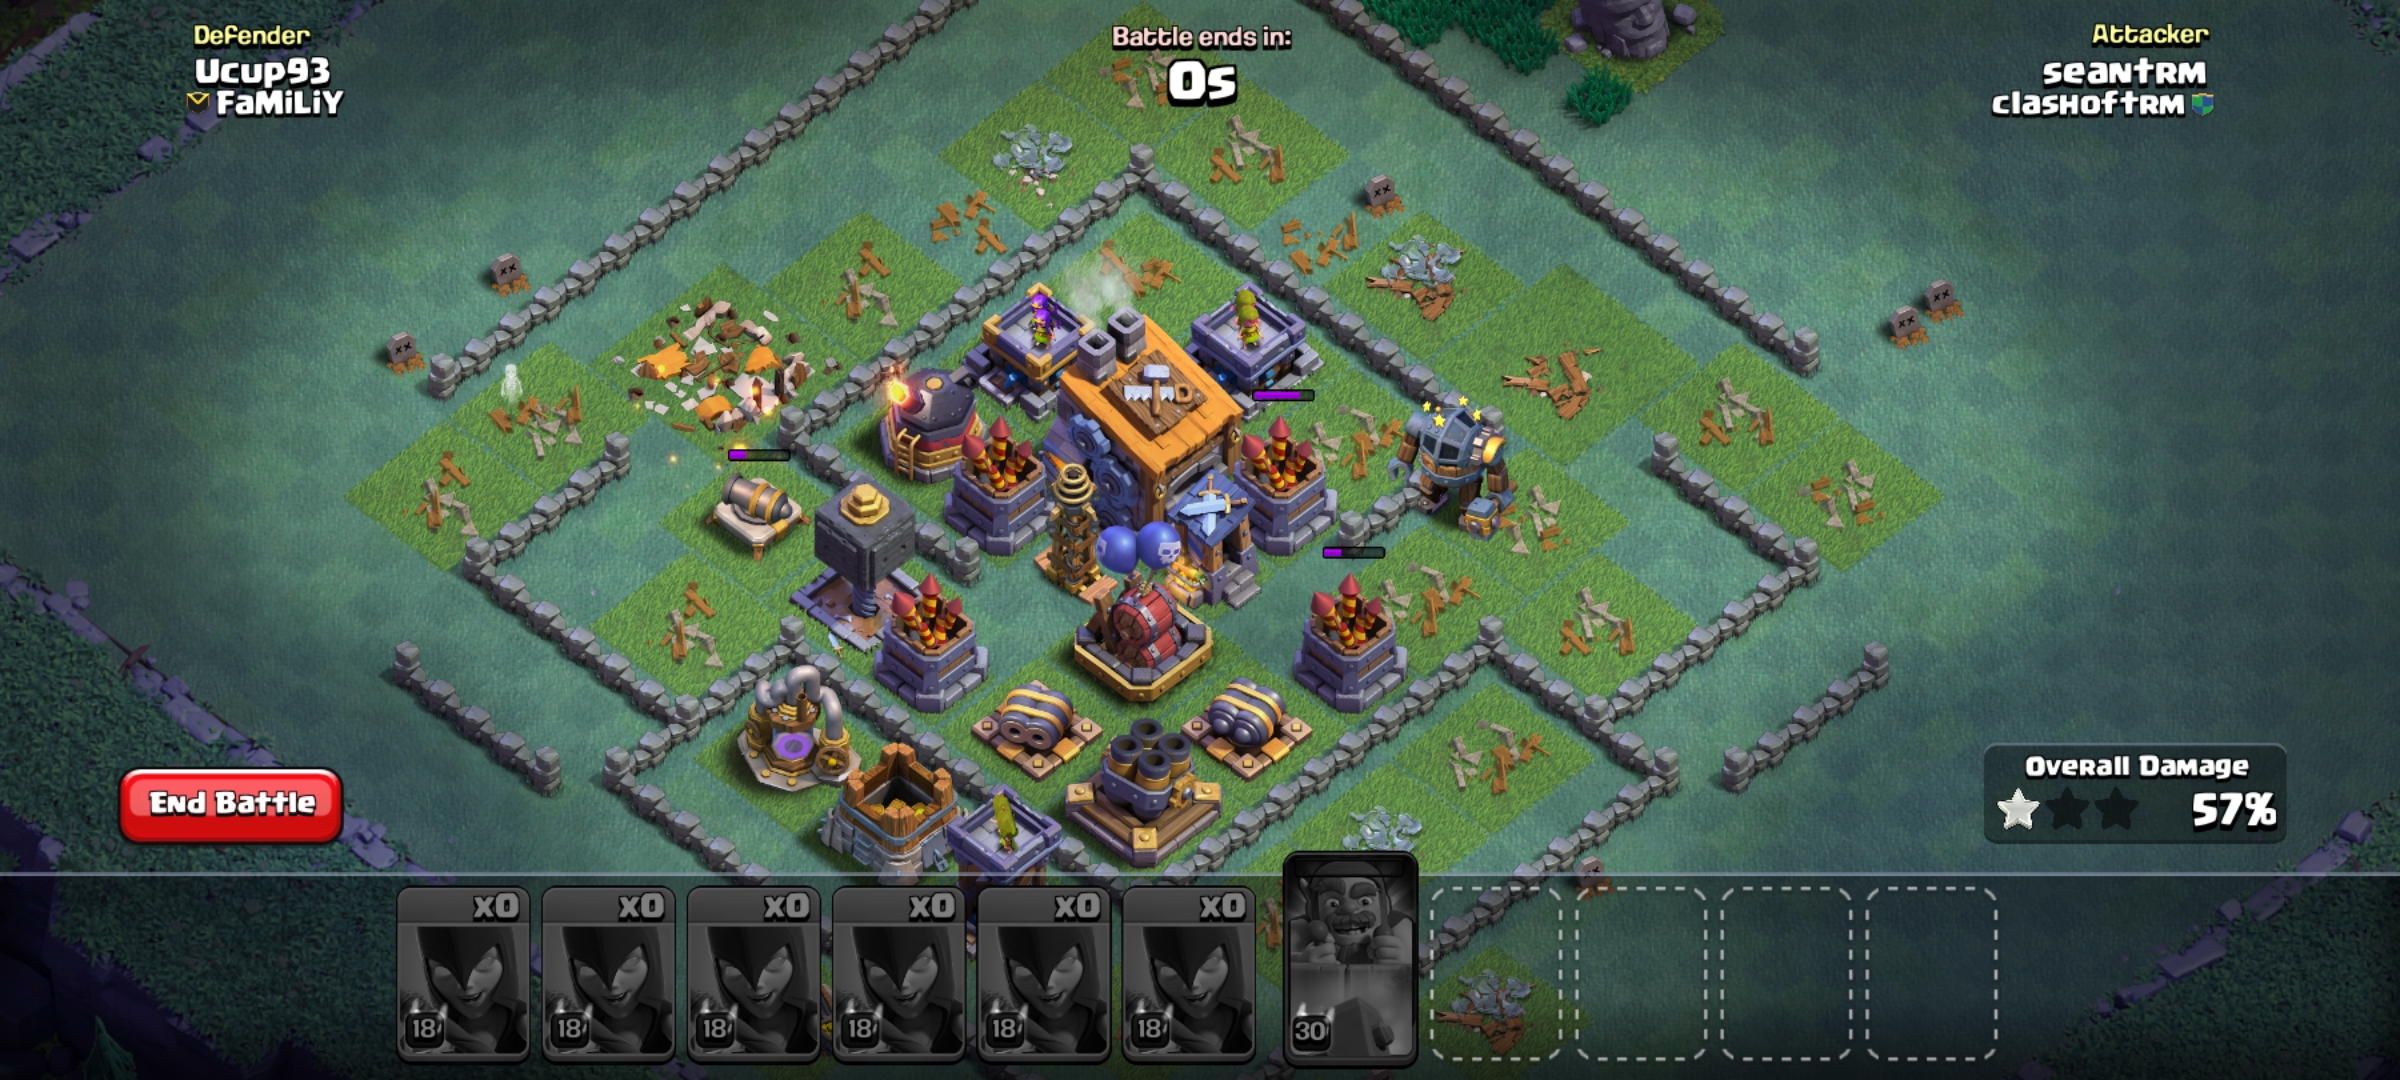 Defender
Ucup93
FaMiLiY
Battle ends in:
0s
Attacker
seantRM
clasHoftRM
End Battle
Overall Damage
57%
x0
x0
x0
x0
x0
x0
18
18
18
18
18
18
30